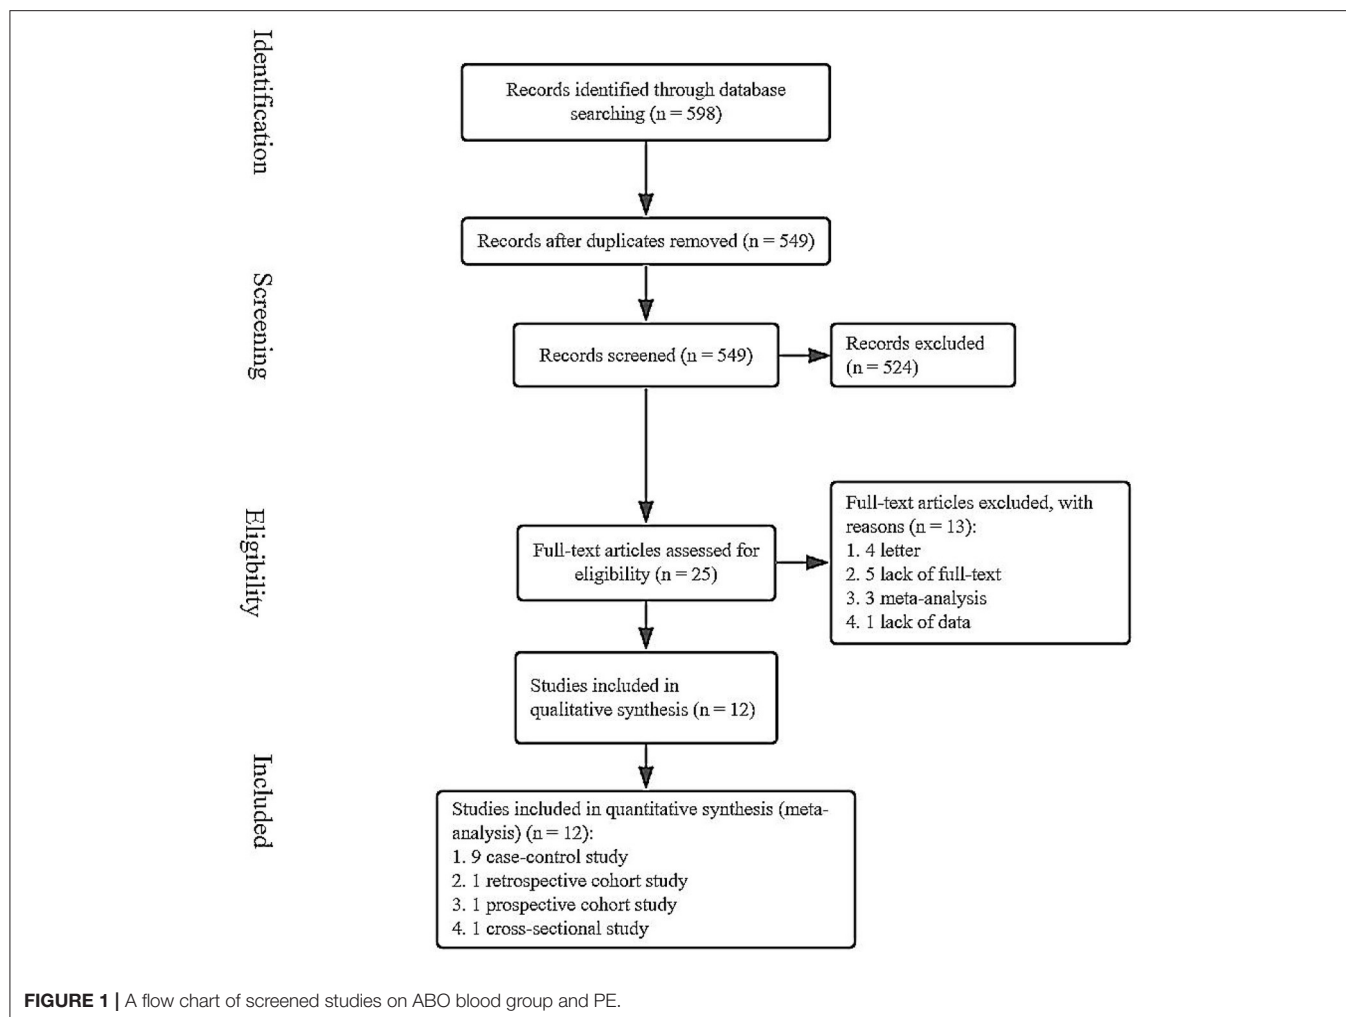 Identification
Records identified through database
searching (n = 598)
Records after duplicates removed (n = 549)
Screening
Records screened (n = 549)
Records excluded
(n = 524)
Eligibility
Full-text articles assessed for
eligibility (n = 25)
Full-text articles excluded, with
reasons (n = 13):
1. 4 letter
2. 5 lack of full-text
3. 3 meta-analysis
4. 1 lack of data
Studies included in
qualitative synthesis (n = 12)
Included
Studies included in quantitative synthesis (meta-
analysis) (n = 12):
1. 9 case-control study
2. 1 retrospective cohort study
3. 1 prospective cohort study
4. 1 cross-sectional study
FIGURE 1 | A flow chart of screened studies on ABO blood group and PE.